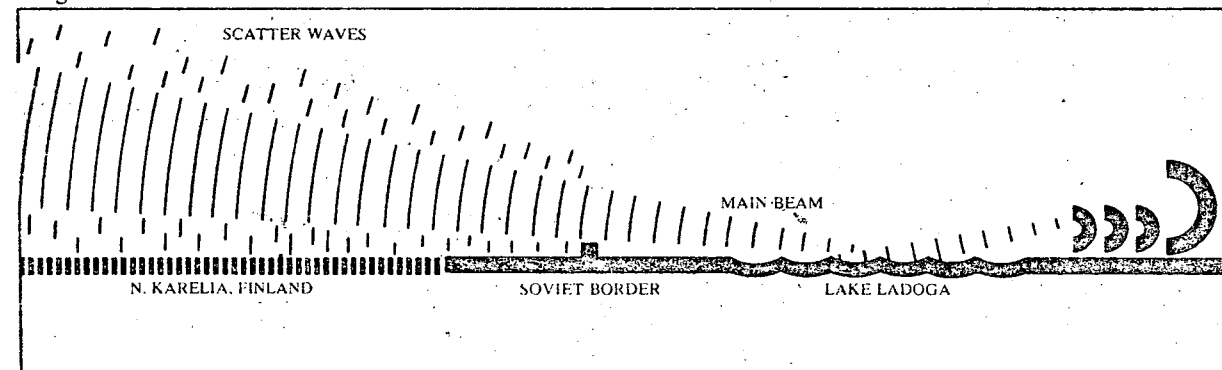 SCATTER WAVES
MAIN BEAM
N. KARELIA, FINLAND
SOVIET BORDER
LAKE LADOGA